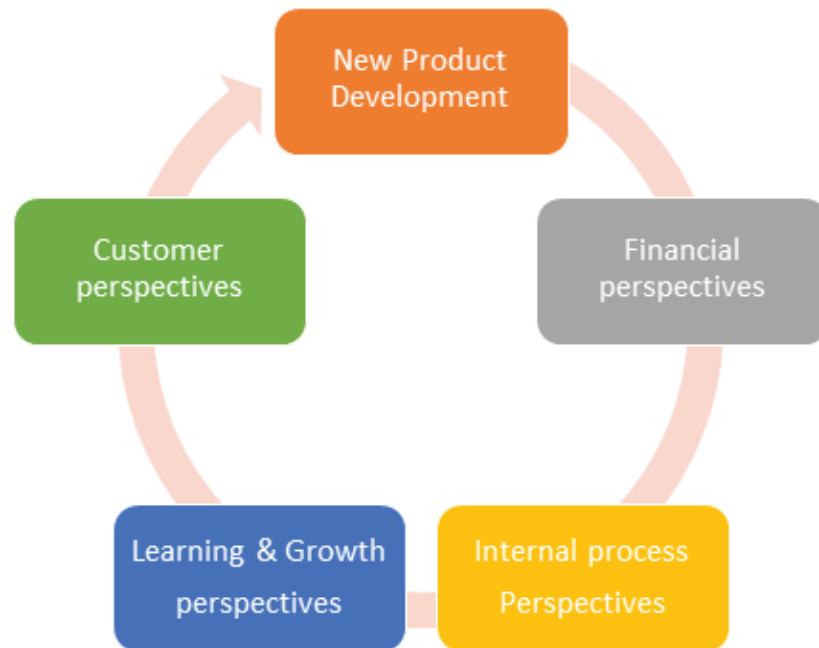 New Product
Development
Customer
perspectives
Financial
perspectives
Learning & Growth
perspectives
Internal process
Perspectives